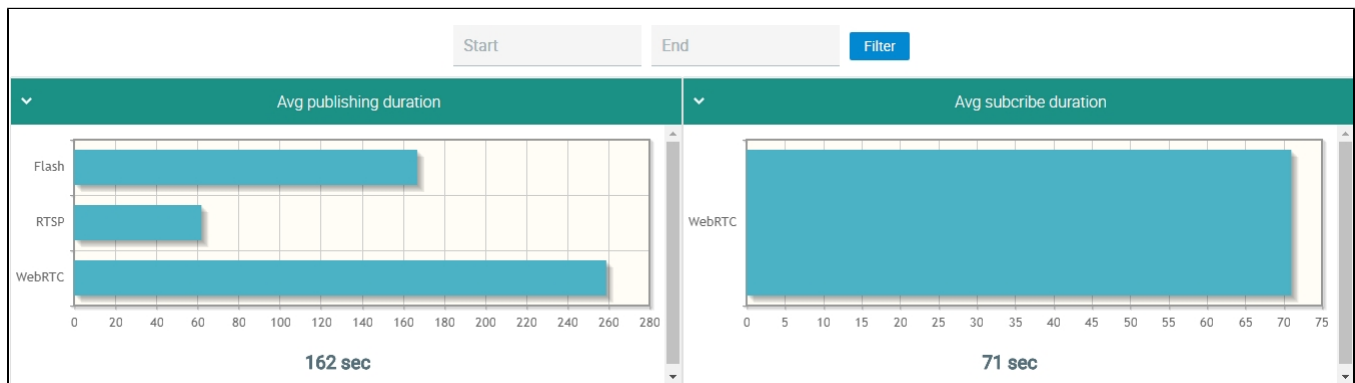 Start End Filter
Avg publishing duration
Flash
RTSP
WebRTC
0 20 40 60 80 100 120 140 160 180 200 220 240 260 280
162 sec
Avg subcribe duration
WebRTC
0 5 10 15 20 25 30 35 40 45 50 55 60 65 70 75
71 sec